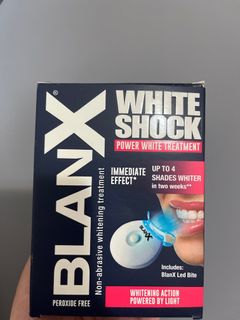 BLANX
Non-abrasive whitening treatment
PEROXIDE FREE
WHITE
SHOCK
POWER WHITE TREATMENT
IMMEDIATE
EFFECT*
UP TO 4
SHADES WHITER
in two weeks**
BLANX
Includes:
BlanX Led Bite
WHITENING ACTION
POWERED BY LIGHT